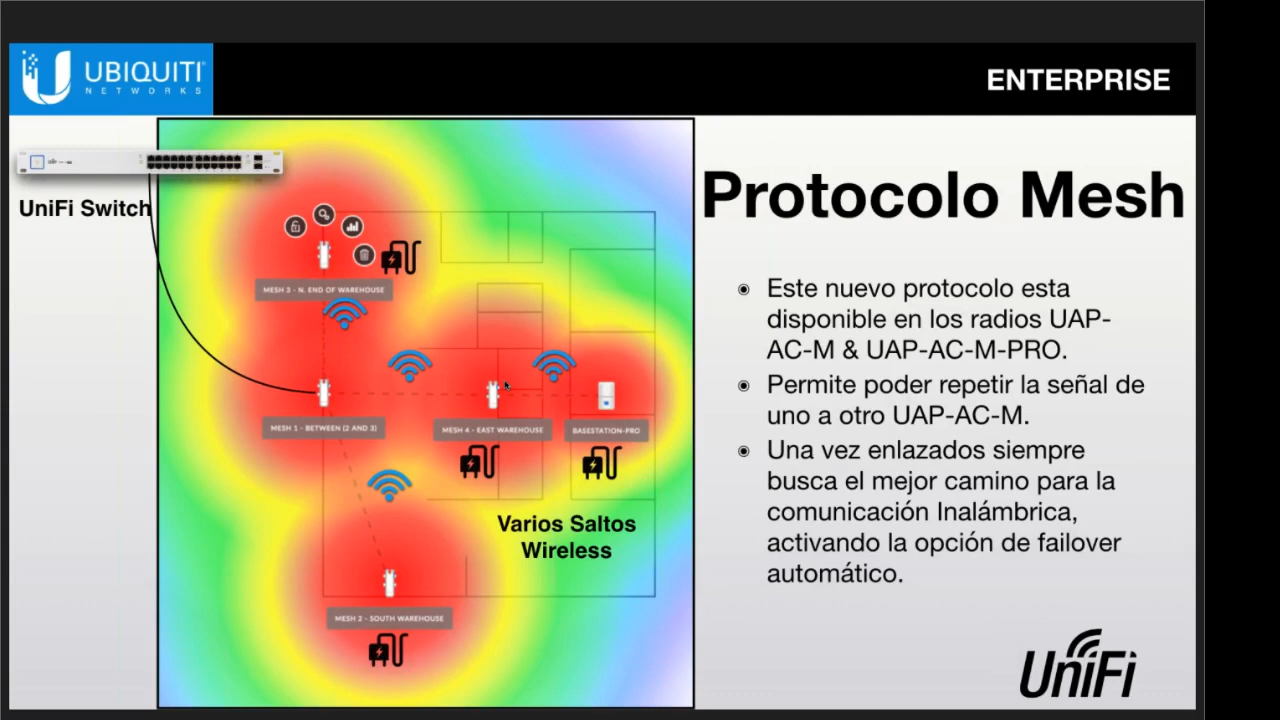 UBIQUITI
NETWORKS
ENTERPRISE
UniFi Switch
MESH 3 - N. END OF WAREHOUSE
MESH 1 - BETWEEN (2 AND 3)
MESH 4 - EAST WAREHOUSE
BASESTATION-PRO
Varios Saltos
Wireless
MESH 2 - SOUTH WAREHOUSE
Protocolo Mesh
Este nuevo protocolo esta
disponible en los radios UAP-
AC-M & UAP-AC-M-PRO.
Permite poder repetir la señal de
uno a otro UAP-AC-M.
Una vez enlazados siempre
busca el mejor camino para la
comunicación Inalámbrica,
activando la opción de failover
automático.
UniFi